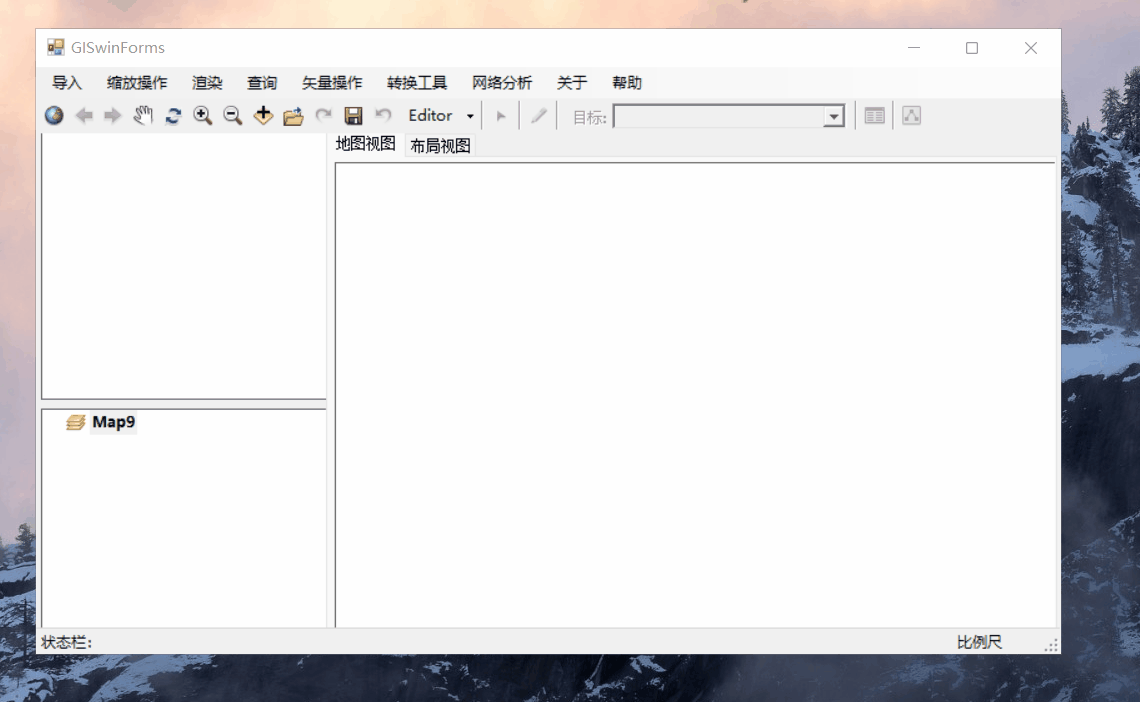 GISwinForms
导入 缩放操作 渲染 查询 矢量操作 转换工具 网络分析 关于 帮助
Editor 目标:
地图视图 布局视图
Map9
状态栏: 比例尺